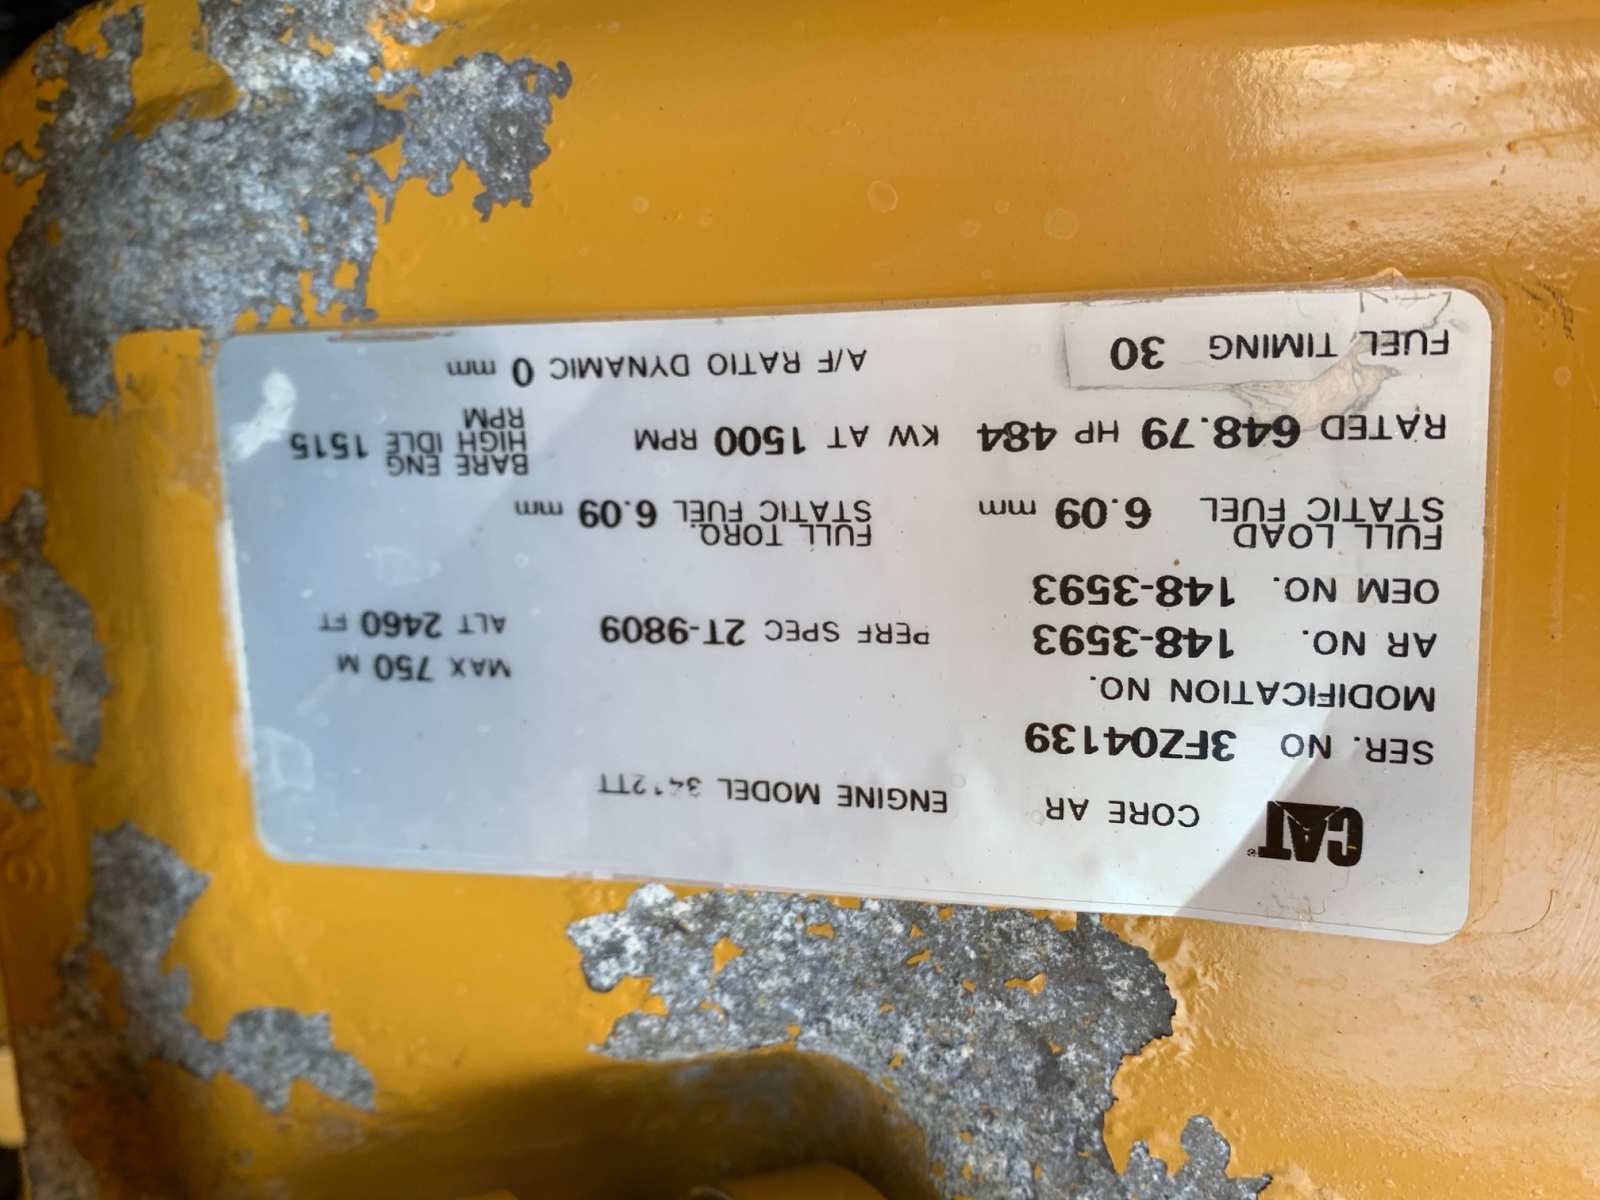 CAT® CORE AR ENGINE MODEL 3412TT
SER. NO 3FZ04139
MODIFICATION NO. MAX 750 M
AR NO. 148-3593 PERF SPEC 2T-9809 ALT 2460 FT
OEM NO. 148-3593
FULL LOAD
STATIC FUEL 6.09 mm FULL TORQ
STATIC FUEL 6.09 mm
RATED 648.79 HP 484 KW AT 1500 RPM BARE ENG
HIGH IDLE 1515
RPM
FUEL TIMING 30 A/F RATIO DYNAMIC 0 mm